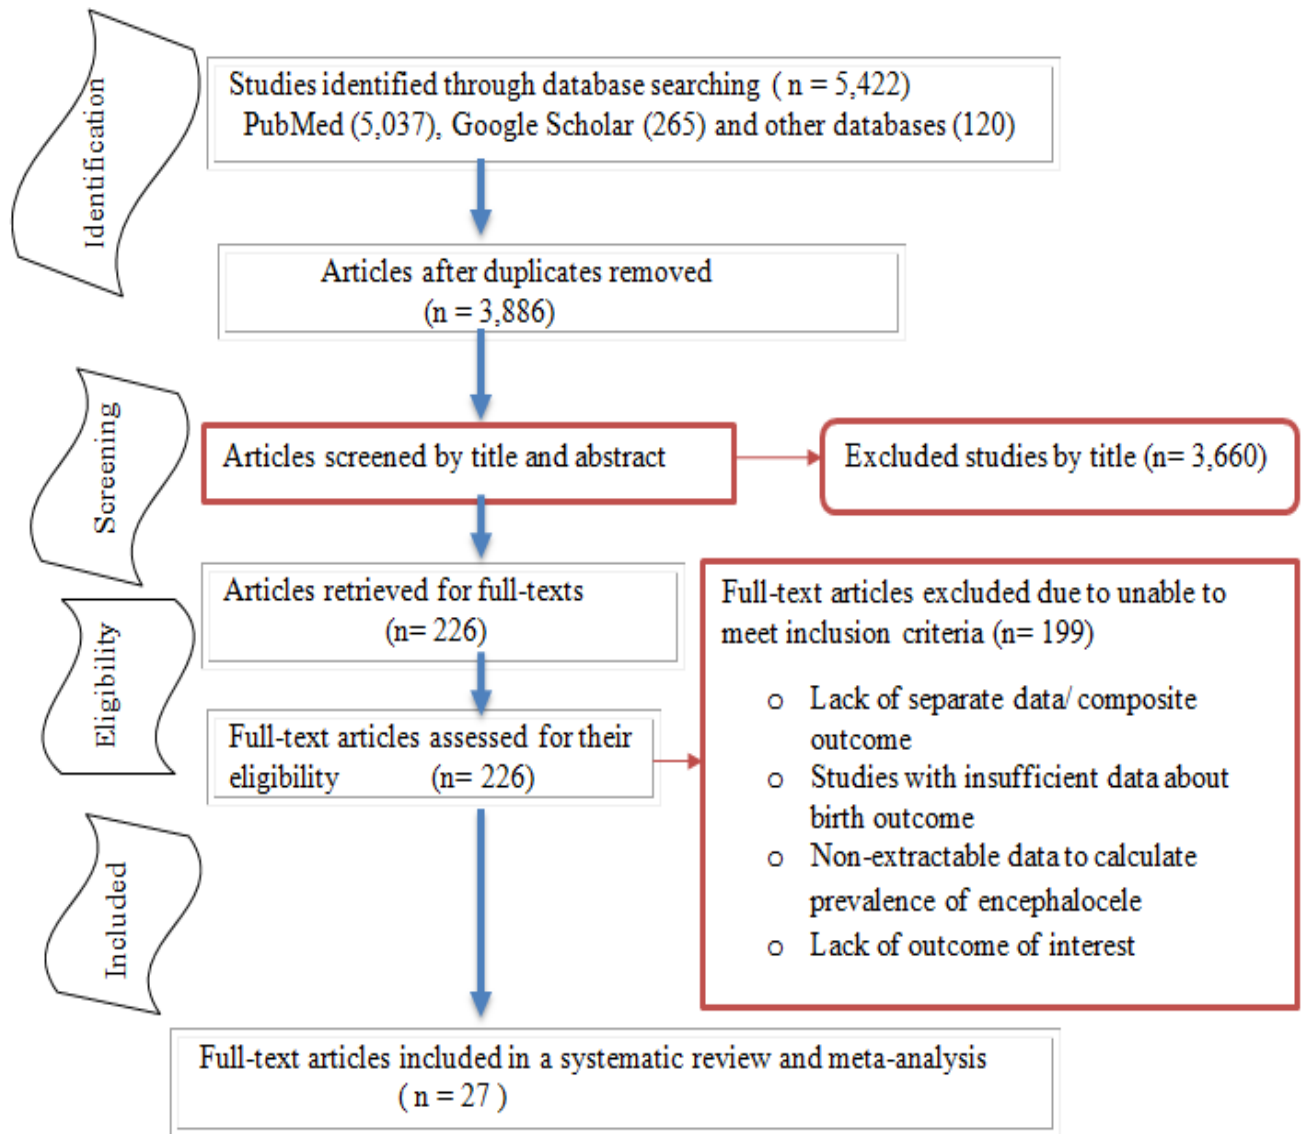 Identification
Studies identified through database searching ( n = 5,422)
PubMed (5,037), Google Scholar (265) and other databases (120)
Articles after duplicates removed
(n = 3,886)
Screening
Articles screened by title and abstract
Excluded studies by title (n= 3,660)
Articles retrieved for full-texts
(n= 226)
Eligibility
Full-text articles assessed for their
eligibility (n= 226)
Full-text articles excluded due to unable to
meet inclusion criteria (n= 199)
o Lack of separate data/ composite
outcome
o Studies with insufficient data about
birth outcome
o Non-extractable data to calculate
prevalence of encephalocele
o Lack of outcome of interest
Included
Full-text articles included in a systematic review and meta-analysis
( n = 27 )